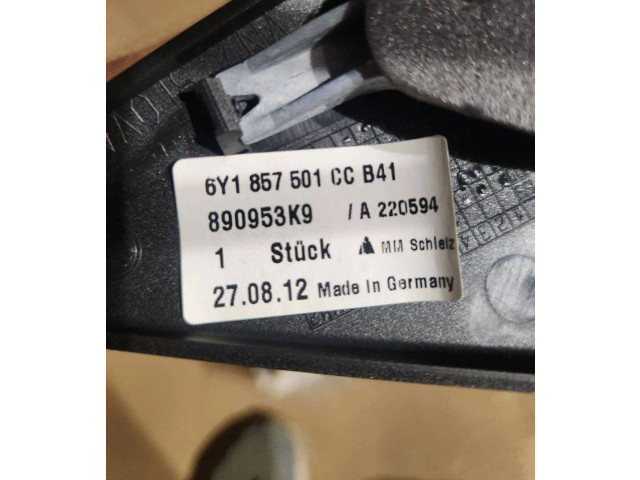 6Y1 857 501 CC B41
890953K9 / A 220594
1 Stück MM Schleiz
27.08.12 Made In Germany